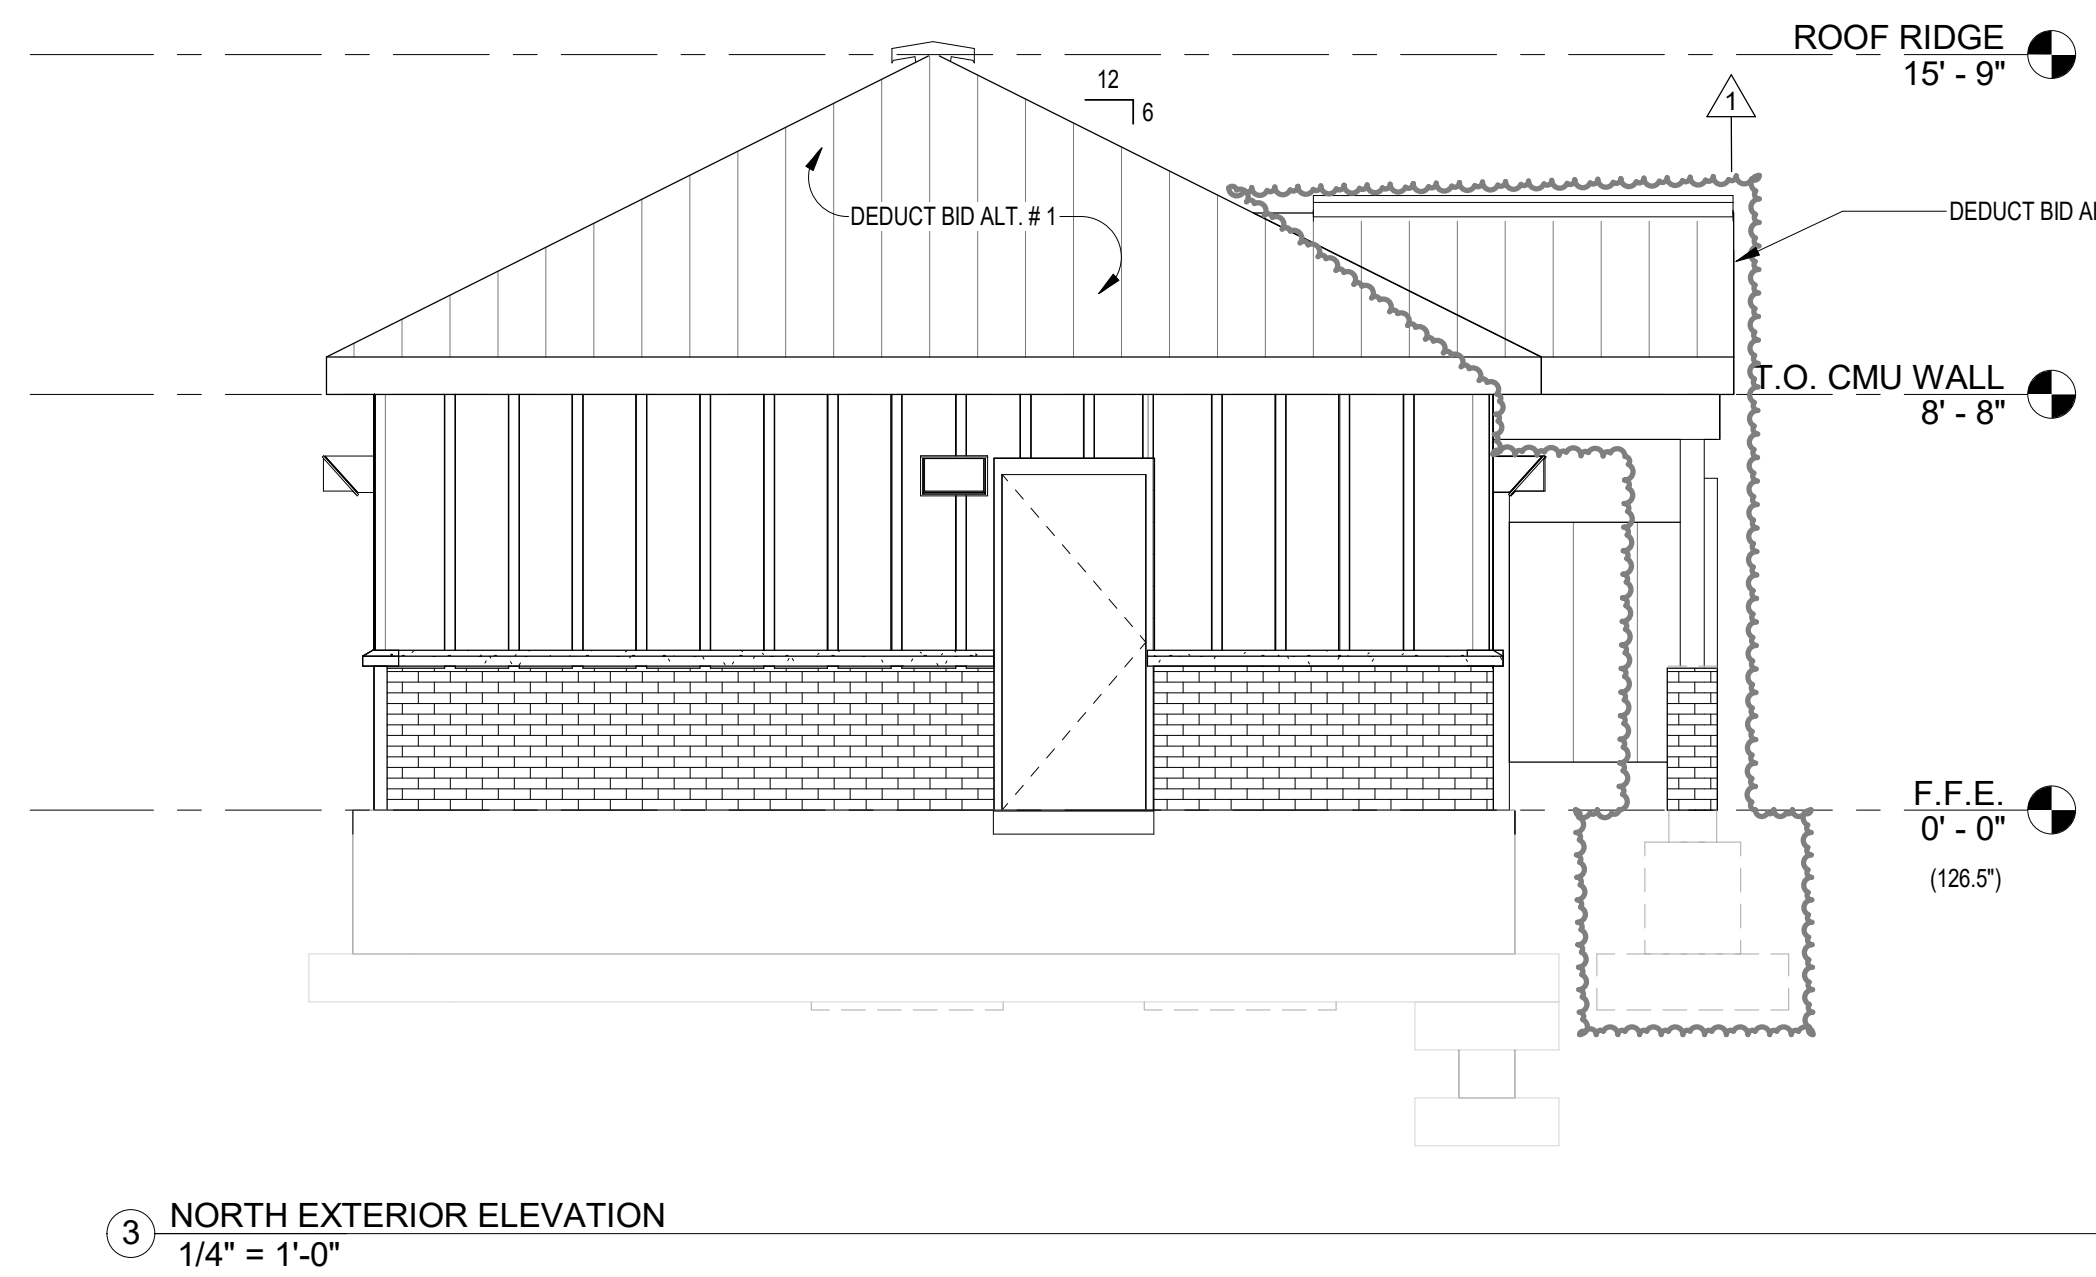 ROOF RIDGE
15' - 9"
12
6
1
DEDUCT BID ALT. # 1
DEDUCT BID
T.O. CMU WALL
8' - 8"
F.F.E.
0' - 0"
(126.5")
3
NORTH EXTERIOR ELEVATION
1/4" = 1'-0"